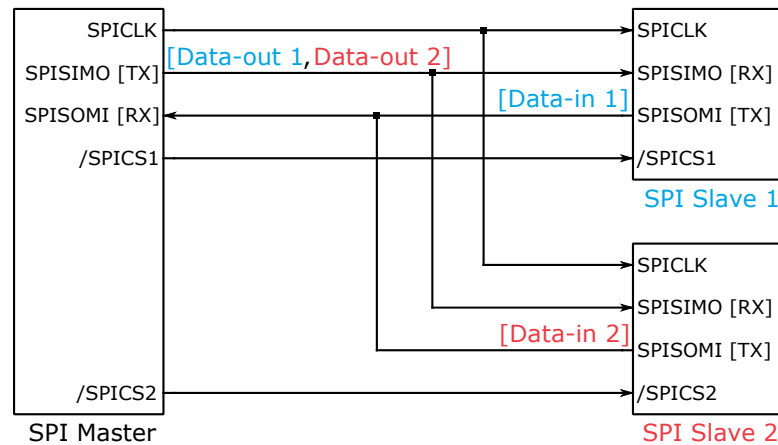 SPICLK
SPISIMO [TX]
SPISOMI [RX]
/SPICS1
/SPICS2
SPI Master
[Data-out 1,Data-out 2]
[Data-in 1]
[Data-in 2]
SPICLK
SPISIMO [RX]
SPISOMI [TX]
/SPICS1
SPI Slave 1
SPICLK
SPISIMO [RX]
SPISOMI [TX]
/SPICS2
SPI Slave 2